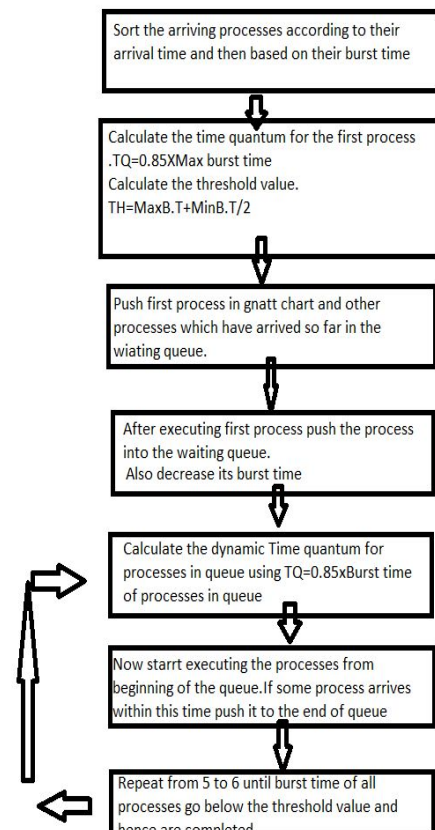 Sort the arriving processes according to their
arrival time and then based on their burst time
Calculate the time quantum for the first process
.TQ=0.85XMax burst time
Calculate the threshold value.
TH=MaxB.T+MinB.T/2
Push first process in gnatt chart and other
processes which have arrived so far in the
wiating queue.
After executing first process push the process
into the waiting queue.
Also decrease its burst time
Calculate the dynamic Time quantum for
processes in queue using TQ=0.85xBurst time
of processes in queue
Now starrt executing the processes from
beginning of the queue.If some process arrives
within this time push it to the end of queue
Repeat from 5 to 6 until burst time of all
processes go below the threshold value and
hence are completed